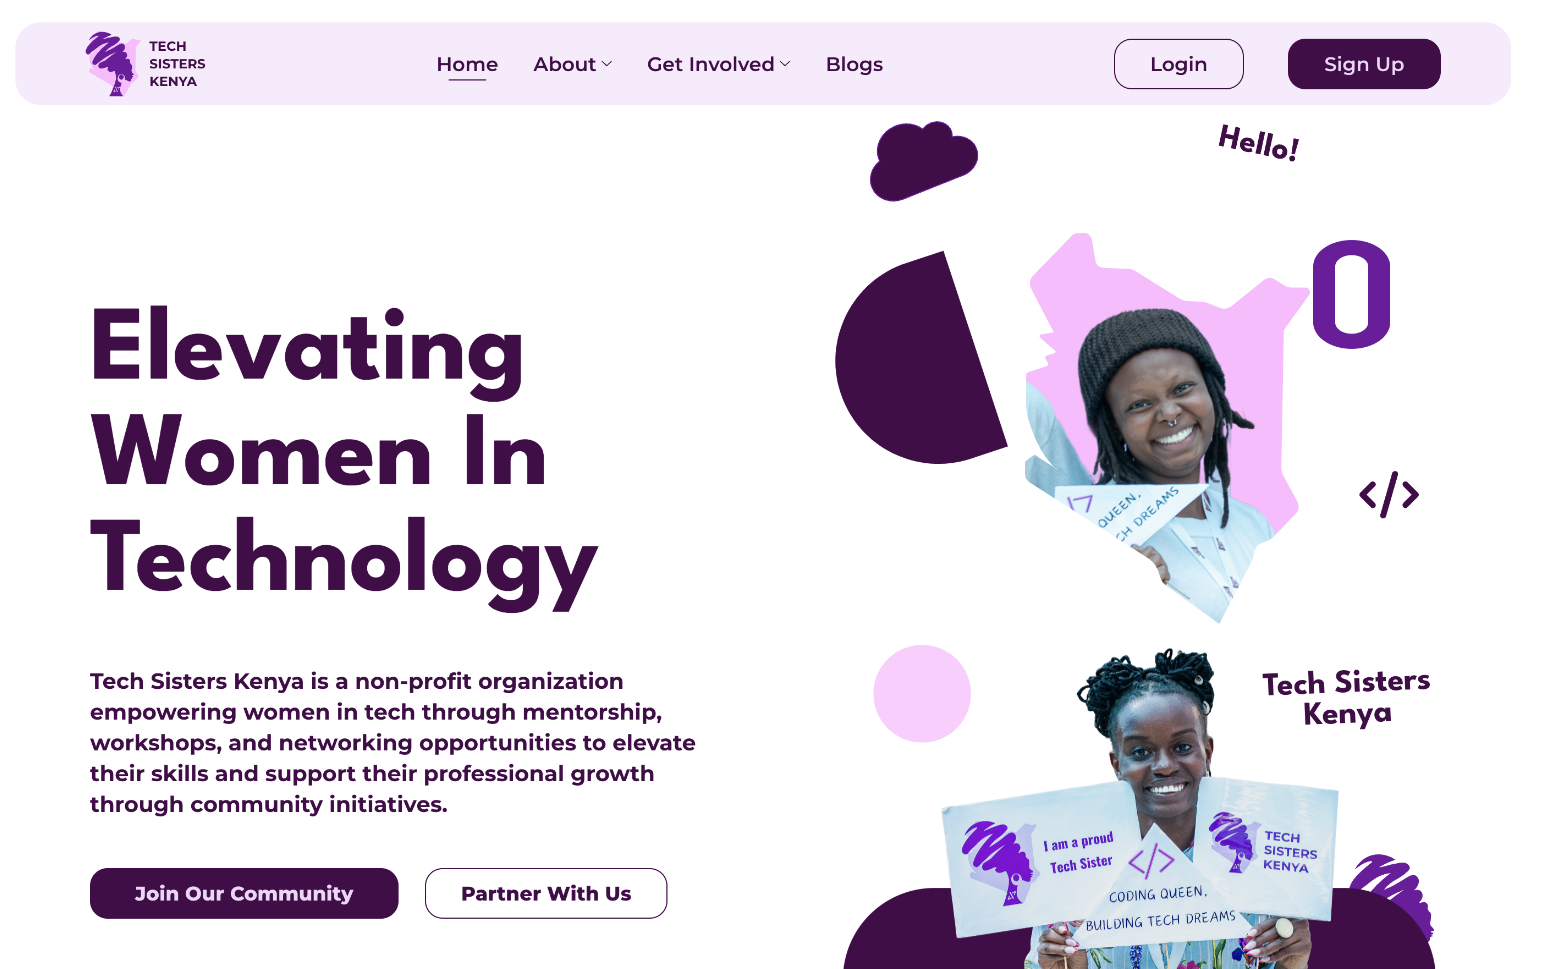 TECH
SISTERS
KENYA
Home
About
Get Involved
Blogs
Login
Sign Up
Hello!
Elevating
Women In
Technology
Tech Sisters Kenya is a non-profit organization
empowering women in tech through mentorship,
workshops, and networking opportunities to elevate
their skills and support their professional growth
through community initiatives.
Join Our Community
Partner With Us
</>
QUEEN,
DREAMS
Tech Sisters
Kenya
I am a proud
Tech Sister
</>
CODING QUEEN,
BUILDING TECH DREAMS
TECH
SISTERS
KENYA